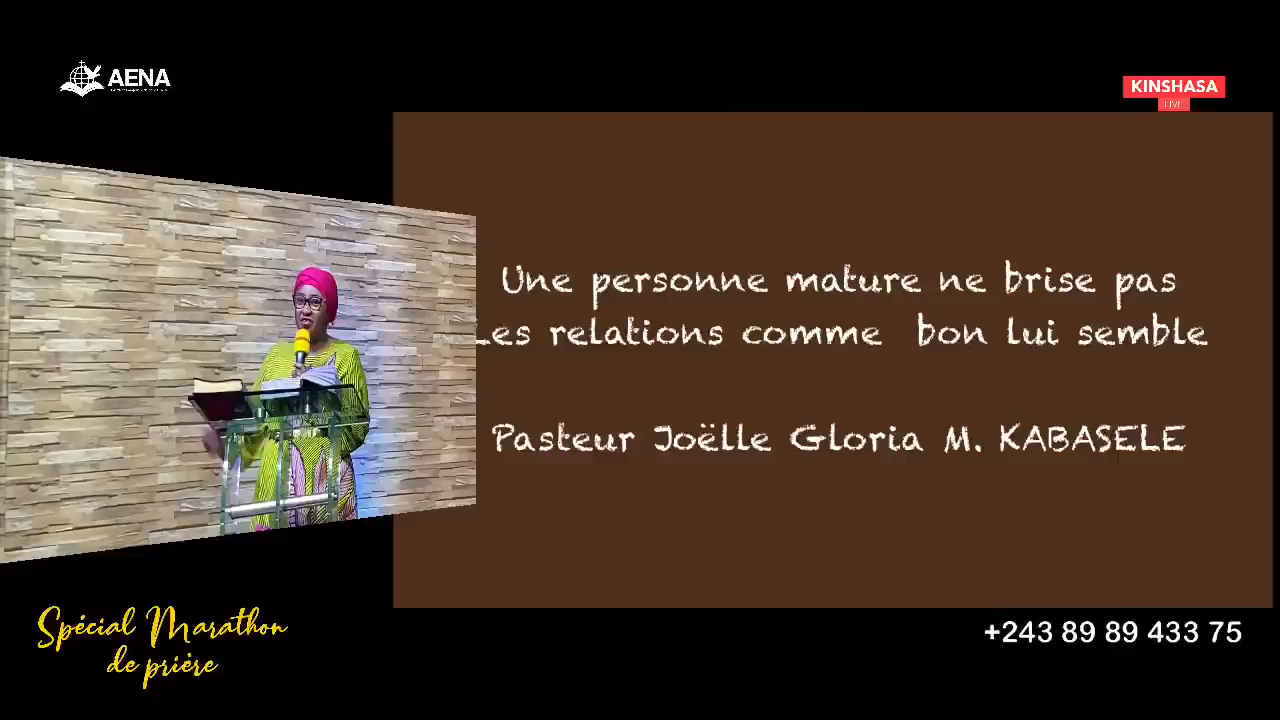 AENA
KINSHASA
LIVE
Une personne mature ne brise pas
Les relations comme bon lui semble
Pasteur Joëlle Gloria M. KABASELE
Spécial Marathon
de prière
+243 89 89 433 75